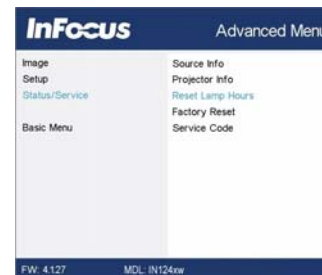 InFocus
Advanced Menu
Image
Setup
Status/Service
Basic Menu
Source Info
Projector Info
Reset Lamp Hours
Factory Reset
Service Code
FW: 4.127
MDL: IN124xw